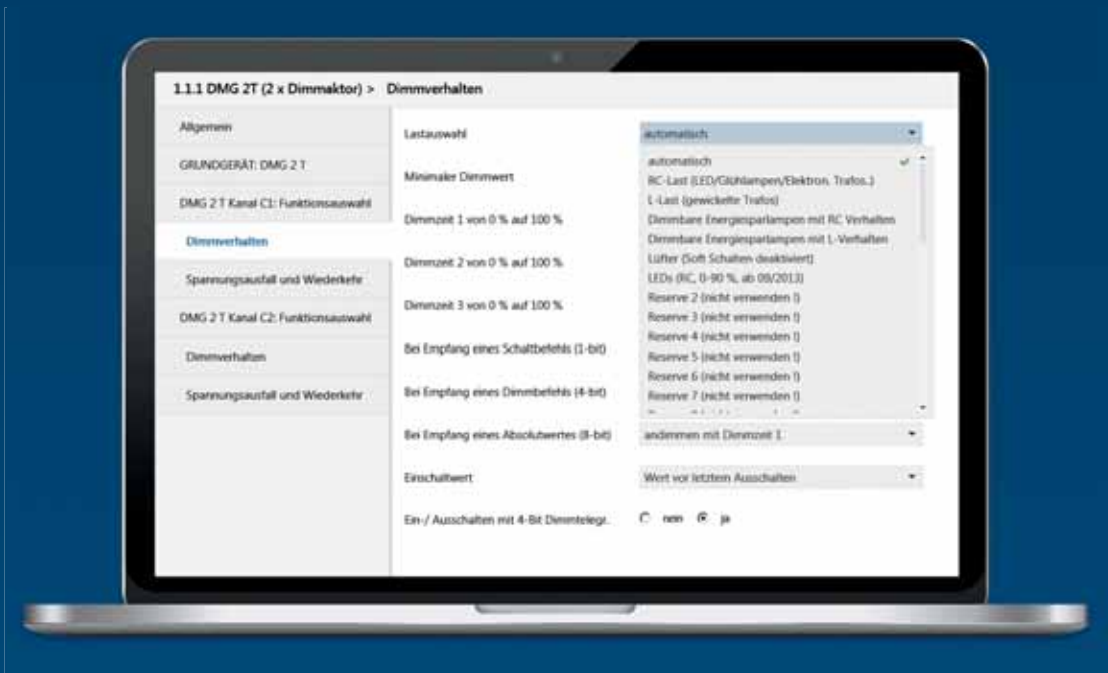 1.1.1 DMG 2T (2 x Dimmaktor) > Dimmverhalten
Allgemein
GRUNDGERÄT: DMG 2 T
DMG 2 T Kanal C1: Funktionsauswahl
Dimmverhalten
Spannungsausfall und Wiederkehr
DMG 2 T Kanal C2: Funktionsauswahl
Dimmverhalten
Spannungsausfall und Wiederkehr
Lastauswahl
automatisch
automatisch
RC-Last (LED/Glühlampen/Elektron. Trafos..)
L-Last (gewickelte Trafos)
Dimmbare Energiesparlampen mit RC Verhalten
Dimmbare Energiesparlampen mit L-Verhalten
Lüfter (Soft Schalten deaktiviert)
LEDs (RC, 0-90 %, ab 09/2013)
Reserve 2 (nicht verwenden !)
Reserve 3 (nicht verwenden !)
Reserve 4 (nicht verwenden !)
Reserve 5 (nicht verwenden !)
Reserve 6 (nicht verwenden !)
Reserve 7 (nicht verwenden !)
Minimaler Dimmwert
Dimmzeit 1 von 0 % auf 100 %
Dimmzeit 2 von 0 % auf 100 %
Dimmzeit 3 von 0 % auf 100 %
Bei Empfang eines Schaltbefehls (1-bit)
Bei Empfang eines Dimmbefehls (4-bit)
Bei Empfang eines Absolutwertes (8-bit) andimmen mit Dimmzeit 1
Einschaltwert Wert vor letztem Ausschalten
Ein-/ Ausschalten mit 4-Bit Dimmtelegr. nein ja